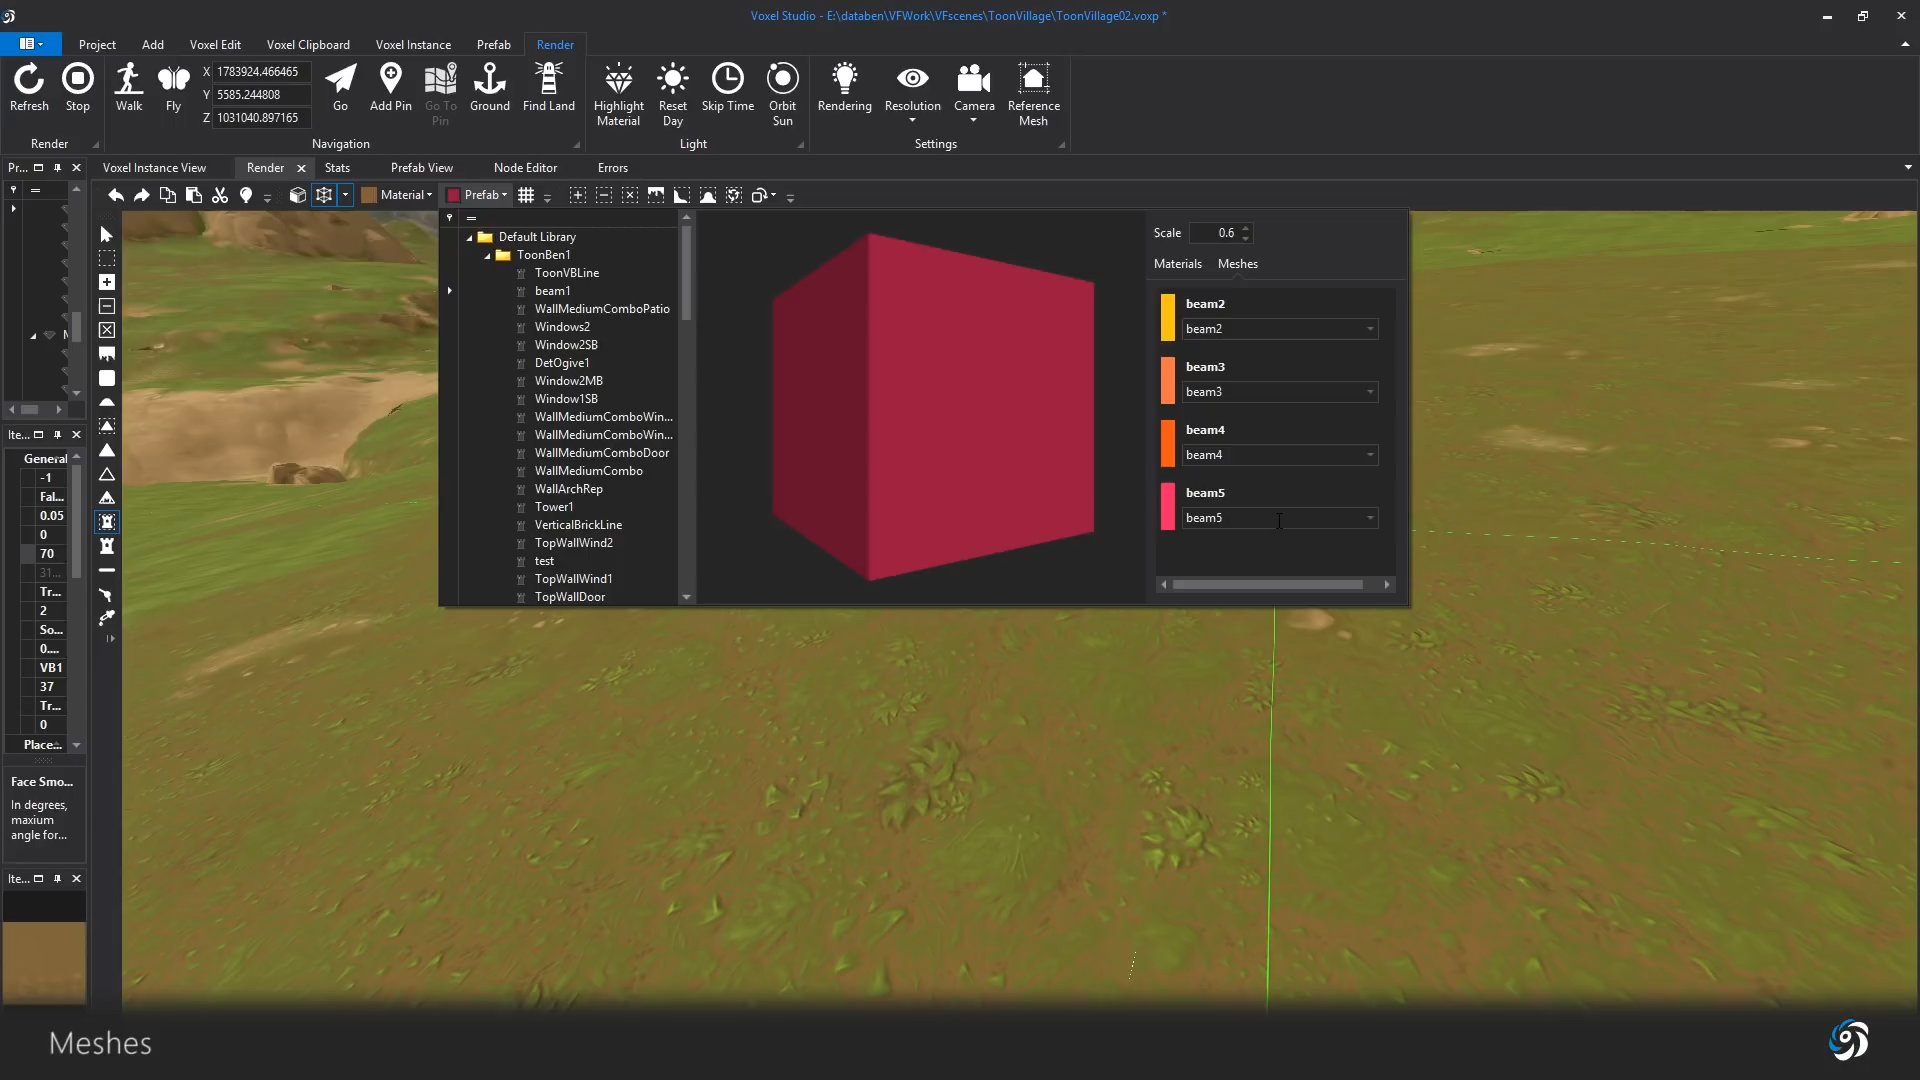 Voxel Studio - E:\databen\VFWork\VFscenes\ToonVillage\ToonVillage02.voxp *
Project Add Voxel Edit Voxel Clipboard Voxel Instance Prefab Render
Refresh Stop Walk Fly
X 1783924.466465
Y 5585.244808
Z 1031040.897165
Go Add Pin Go To Pin Ground Find Land
Highlight Material Reset Day Skip Time Orbit Sun
Rendering Resolution Camera Reference Mesh
Render Navigation Light Settings
Pr... Voxel Instance View Render Stats Prefab View Node Editor Errors
Material Prefab
Default Library
ToonBen1
ToonVBLine
beam1
WallMediumComboPatio
Windows2
Window2SB
DetOgive1
Window2MB
Window1SB
WallMediumComboWin...
WallMediumComboWin...
WallMediumComboDoor
WallMediumCombo
WallArchRep
Tower1
VerticalBrickLine
TopWallWind2
test
TopWallWind1
TopWallDoor
Scale 0.6
Materials Meshes
beam2
beam2
beam3
beam3
beam4
beam4
beam5
beam5
Ite...
General
-1
Fal...
0.05
0
70
31...
Tr...
2
So...
0....
VB1
37
Tr...
0
Place...
Face Smo...
In degrees,
maxium
angle for...
Ite...
Meshes